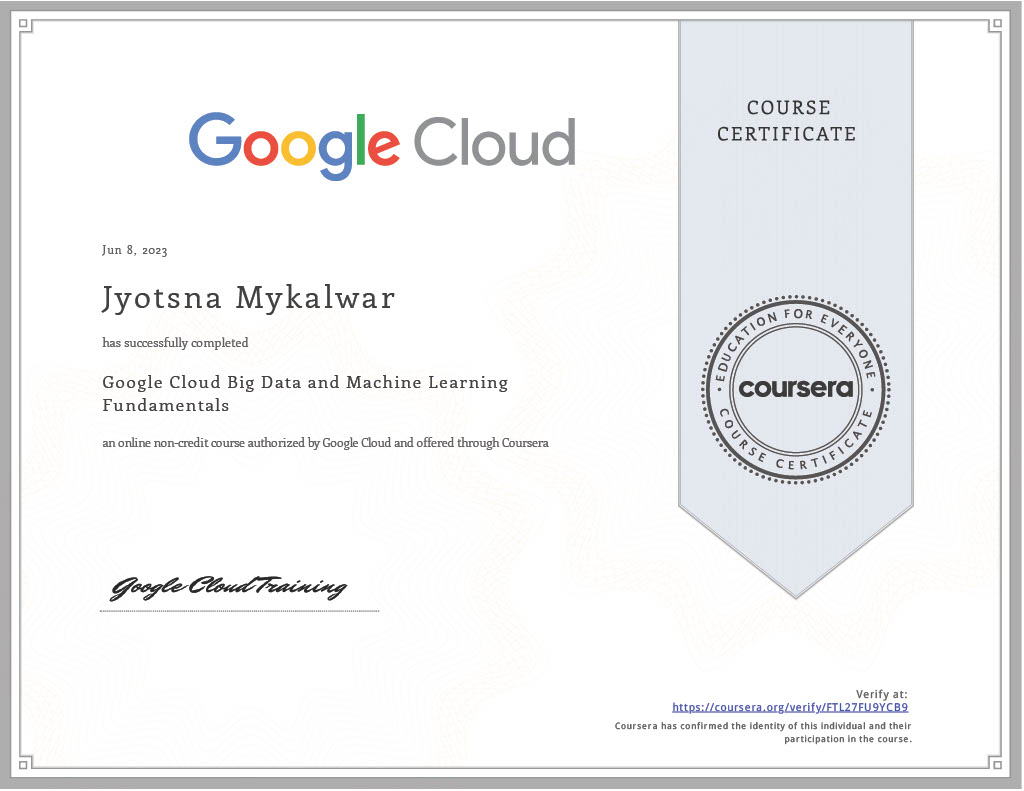 Google Cloud
COURSE
CERTIFICATE
Jun 8, 2023
Jyotsna Mykalwar
has successfully completed
Google Cloud Big Data and Machine Learning
Fundamentals
an online non-credit course authorized by Google Cloud and offered through Coursera
EDUCATION FOR EVERYONE
coursera
COURSE CERTIFICATE
Google Cloud Training
Verify at:
https://coursera.org/verify/FTL27FU9YCB9
Coursera has confirmed the identity of this individual and their
participation in the course.